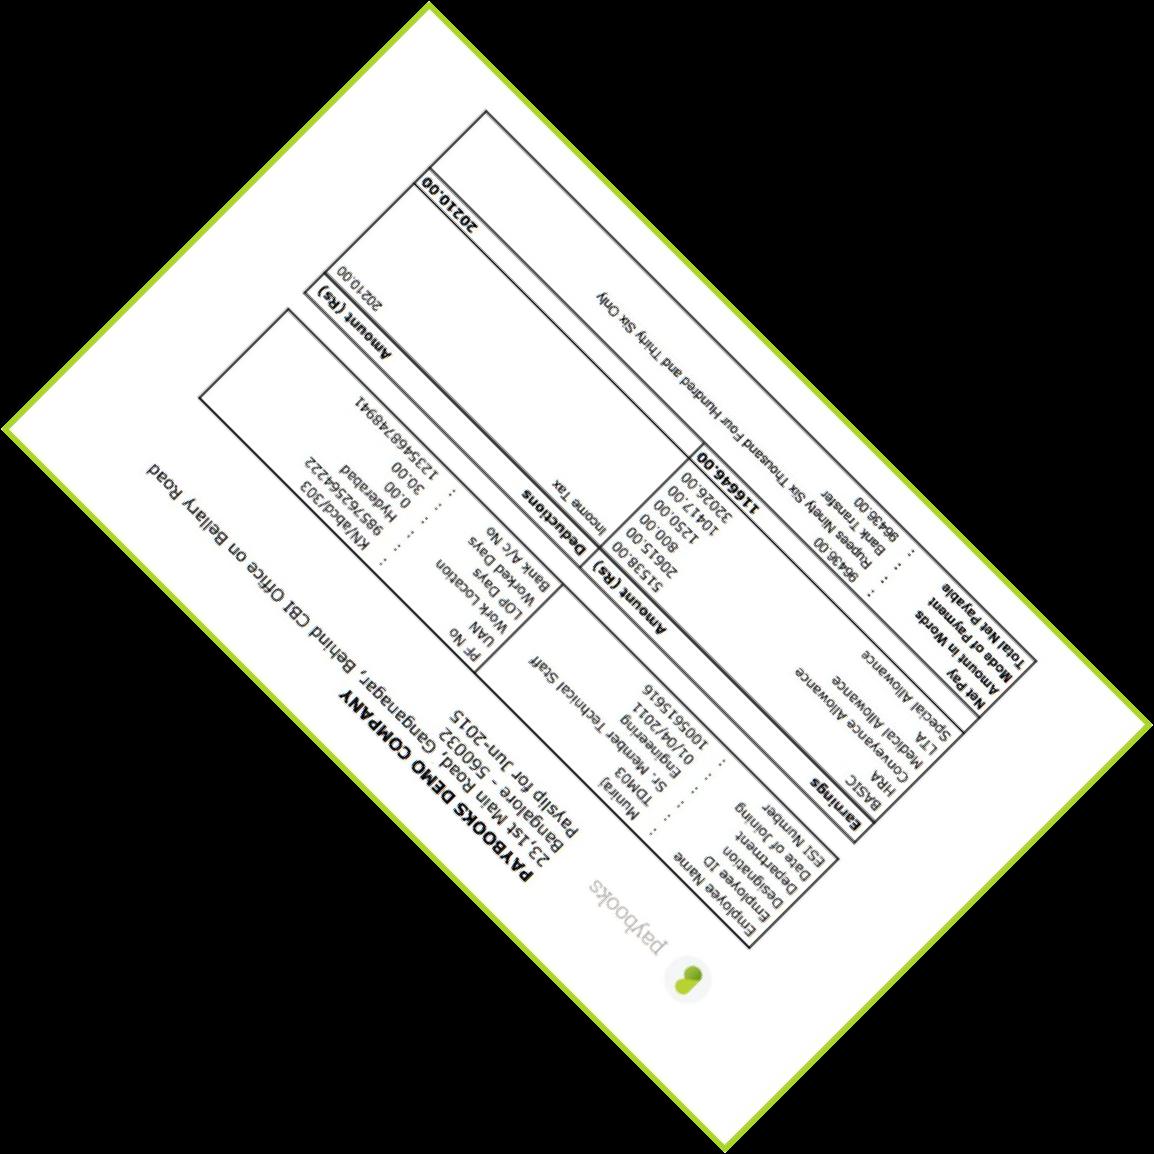 paybooks
PAYBOOKS DEMO COMPANY
23,1st Main Road, Ganganagar, Behind CBI Office on Bellary Road
Bangalore - 560032
Payslip for Jun-2015
Employee Name : Muniraj PF No : KN/abcd/303
Employee ID : TDM03 UAN : 985762564222
Designation : Sr. Member Technical Staff Work Location : Hyderabad
Department : Engineering LOP Days : 0.00
Date of Joining : 01/04/2011 Worked Days : 30.00
ESI Number : 1005615616 Bank A/c No : 1235468748941
Earnings Amount (Rs) Deductions Amount (Rs)
BASIC 51538.00 Income Tax 20210.00
HRA 20615.00
Conveyance Allowance 800.00
Medical Allowance 1250.00
LTA 10417.00
Special Allowance 32026.00
116646.00 20210.00
Net Pay : 96436.00
Amount in Words : Rupees Ninety Six Thousand Four Hundred and Thirty Six Only
Mode of Payment : Bank Transfer
Total Net Payable : 96436.00